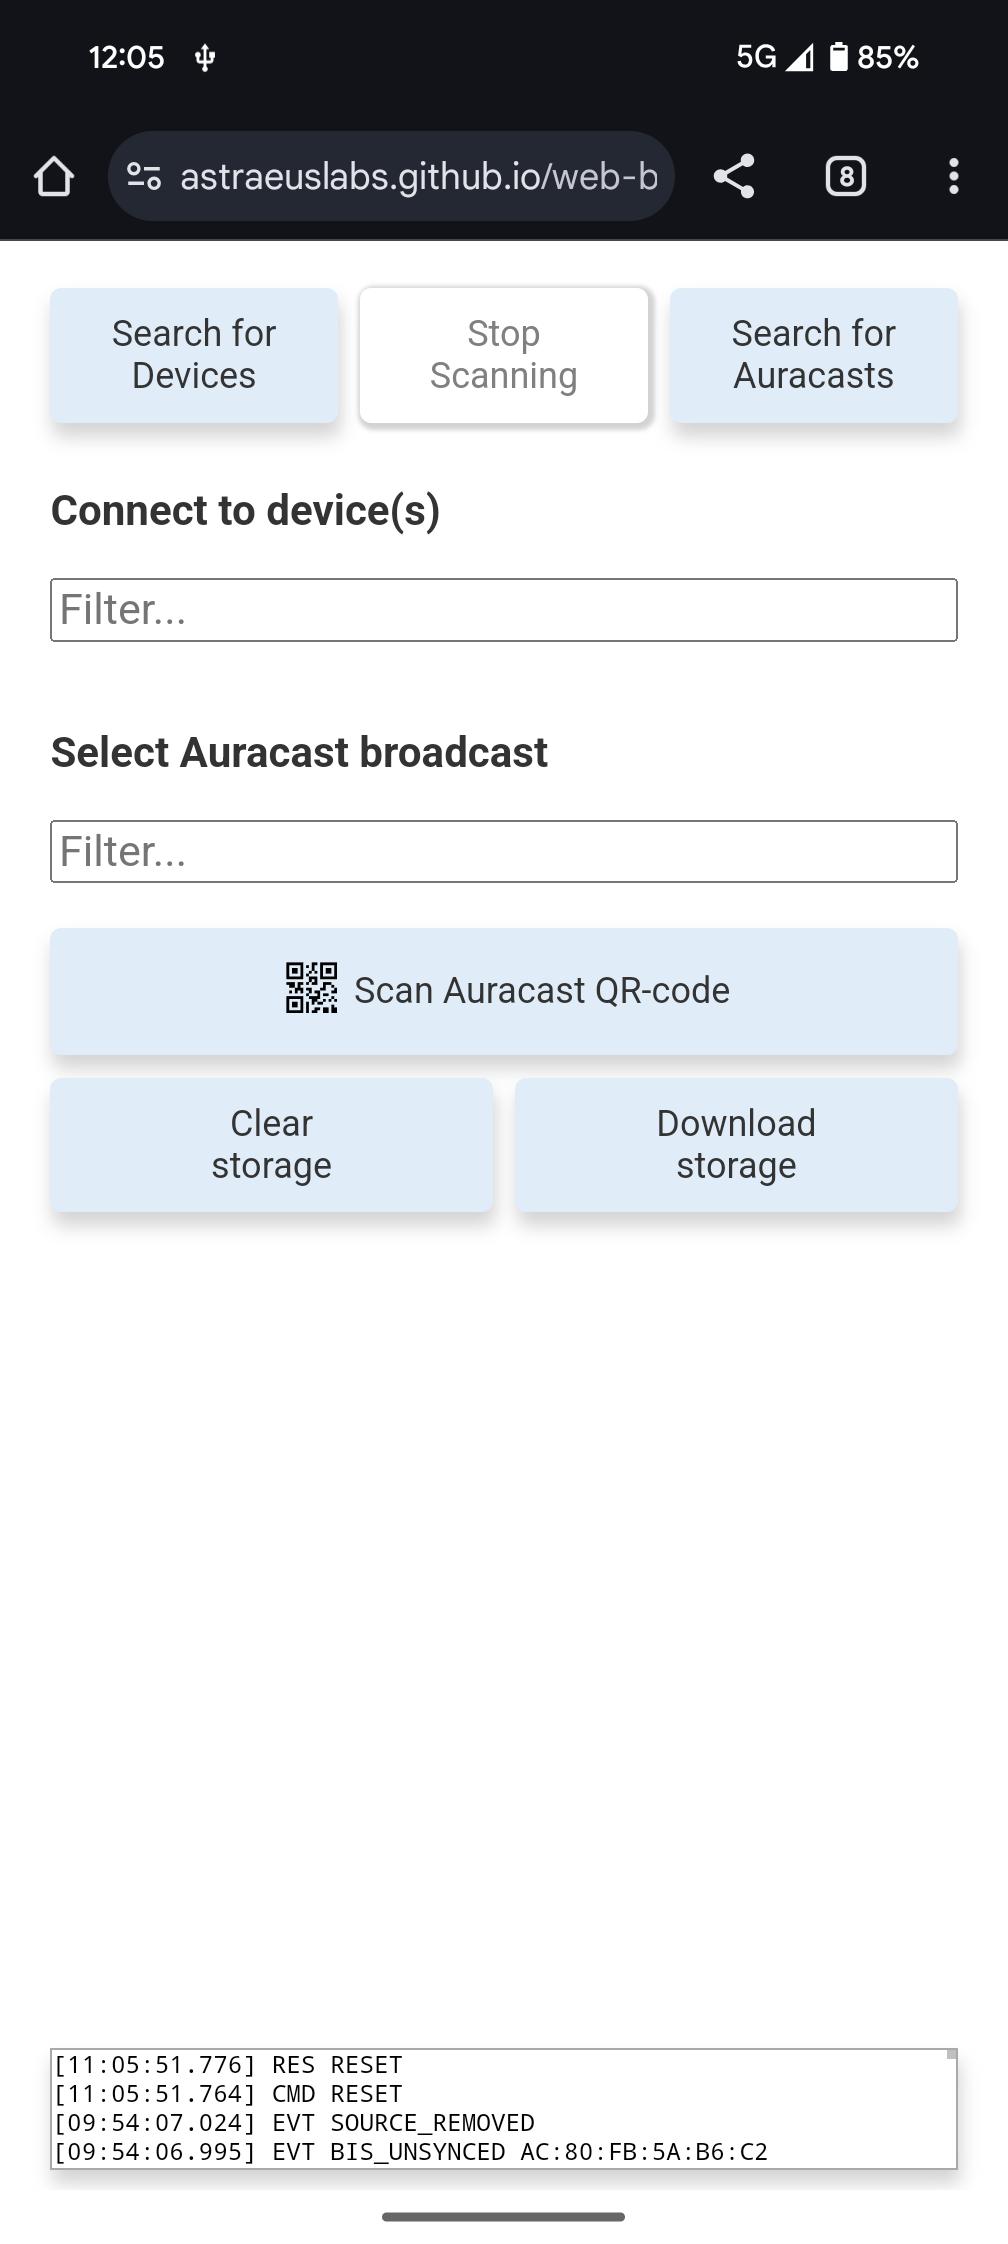 12:05
5G 85%
astraeuslabs.github.io/web-b
8
Search for
Devices
Stop
Scanning
Search for
Auracasts
Connect to device(s)
Filter...
Select Auracast broadcast
Filter...
Scan Auracast QR-code
Clear
storage
Download
storage
[11:05:51.776] RES RESET
[11:05:51.764] CMD RESET
[09:54:07.024] EVT SOURCE_REMOVED
[09:54:06.995] EVT BIS_UNSYNCED AC:80:FB:5A:B6:C2